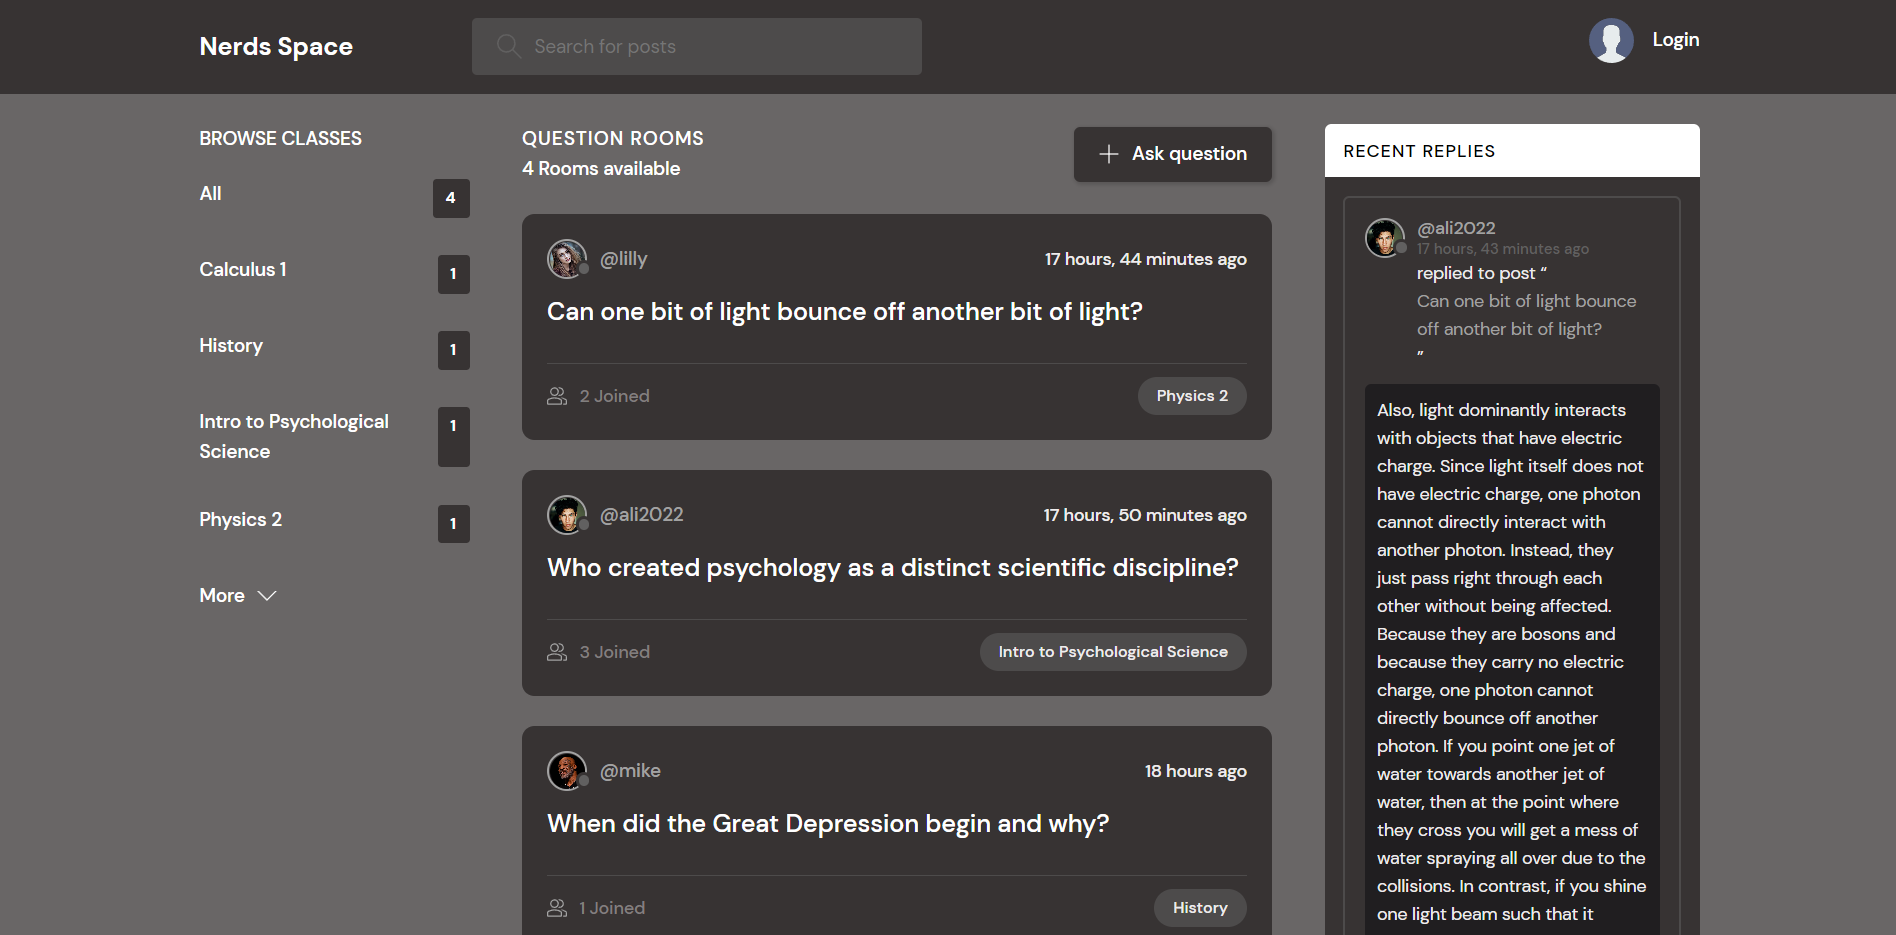 Nerds Space
Search for posts
Login
BROWSE CLASSES
All
4
Calculus 1
1
History
1
Intro to Psychological
Science
1
Physics 2
1
More
QUESTION ROOMS
4 Rooms available
Ask question
@lilly
17 hours, 44 minutes ago
Can one bit of light bounce off another bit of light?
2 Joined
Physics 2
@ali2022
17 hours, 50 minutes ago
Who created psychology as a distinct scientific discipline?
3 Joined
Intro to Psychological Science
@mike
18 hours ago
When did the Great Depression begin and why?
1 Joined
History
RECENT REPLIES
@ali2022
17 hours, 43 minutes ago
replied to post “
Can one bit of light bounce
off another bit of light?
”
Also, light dominantly interacts
with objects that have electric
charge. Since light itself does not
have electric charge, one photon
cannot directly interact with
another photon. Instead, they
just pass right through each
other without being affected.
Because they are bosons and
because they carry no electric
charge, one photon cannot
directly bounce off another
photon. If you point one jet of
water towards another jet of
water, then at the point where
they cross you will get a mess of
water spraying all over due to the
collisions. In contrast, if you shine
one light beam such that it